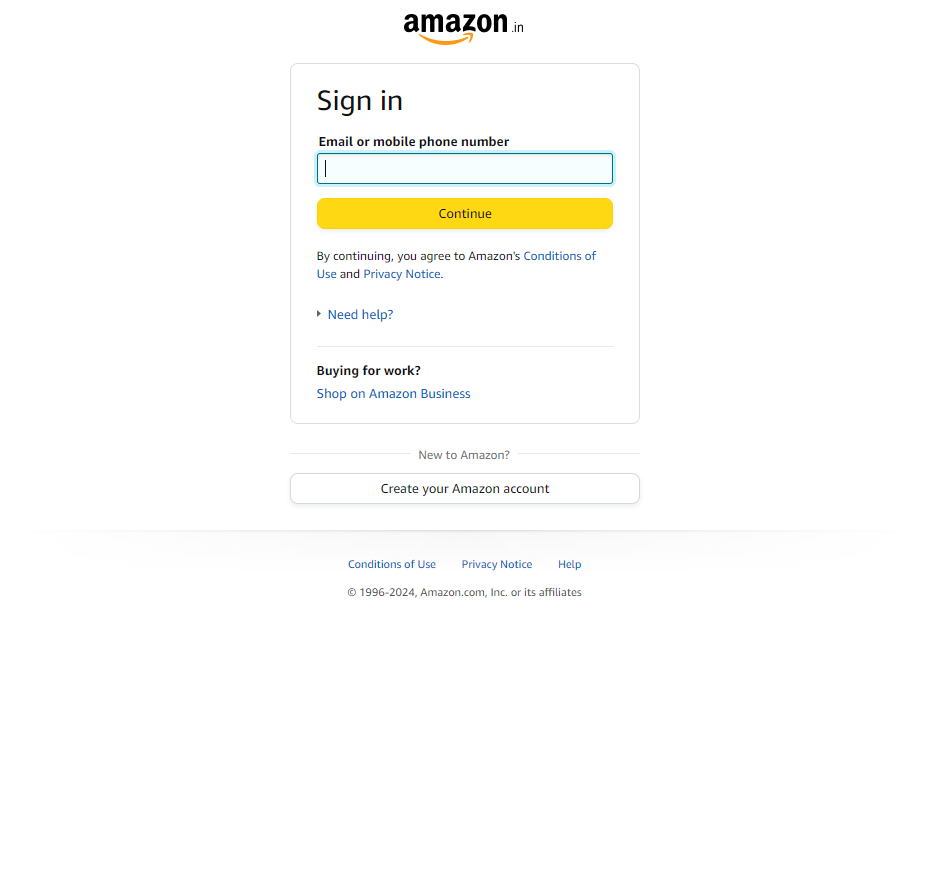 amazon.in
Sign in
Email or mobile phone number
Continue
By continuing, you agree to Amazon's Conditions of
Use and Privacy Notice.
Need help?
Buying for work?
Shop on Amazon Business
New to Amazon?
Create your Amazon account
Conditions of Use Privacy Notice Help
© 1996-2024, Amazon.com, Inc. or its affiliates